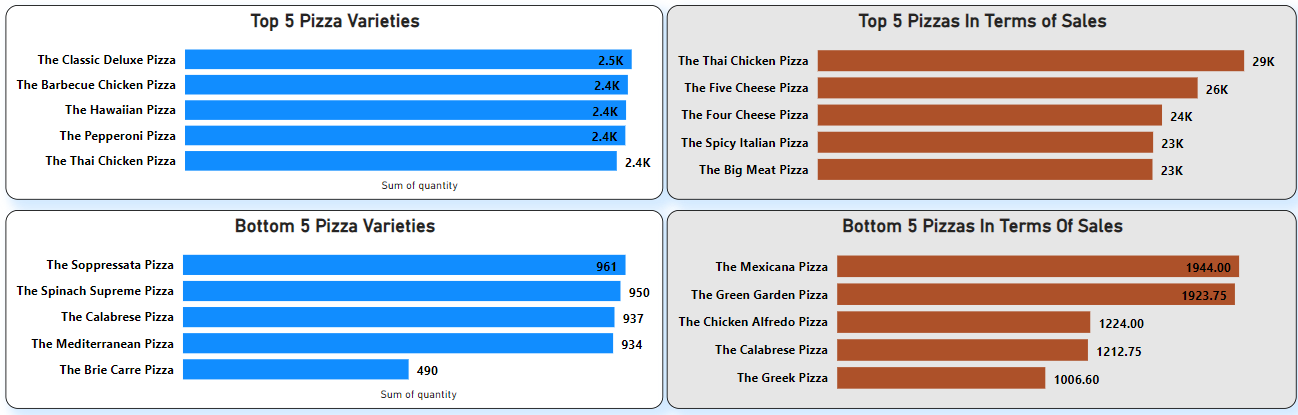 Top 5 Pizza Varieties
The Classic Deluxe Pizza 2.5K
The Barbecue Chicken Pizza 2.4K
The Hawaiian Pizza 2.4K
The Pepperoni Pizza 2.4K
The Thai Chicken Pizza 2.4K
Sum of quantity
Top 5 Pizzas In Terms of Sales
The Thai Chicken Pizza 29K
The Five Cheese Pizza 26K
The Four Cheese Pizza 24K
The Spicy Italian Pizza 23K
The Big Meat Pizza 23K
Bottom 5 Pizza Varieties
The Soppressata Pizza 961
The Spinach Supreme Pizza 950
The Calabrese Pizza 937
The Mediterranean Pizza 934
The Brie Carre Pizza 490
Sum of quantity
Bottom 5 Pizzas In Terms Of Sales
The Mexicana Pizza 1944.00
The Green Garden Pizza 1923.75
The Chicken Alfredo Pizza 1224.00
The Calabrese Pizza 1212.75
The Greek Pizza 1006.60